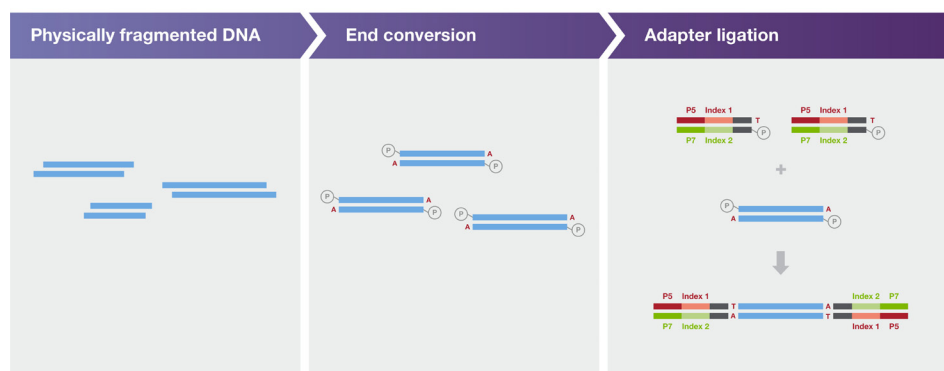 Physically fragmented DNA
End conversion
Adapter ligation
P A
A P
P A
A P
P A
A P
P5 Index 1 T
P7 Index 2 P
P5 Index 1 T
P7 Index 2 P
+
P A
A P
P5 Index 1 T A Index 2 P7
P7 Index 2 A T Index 1 P5